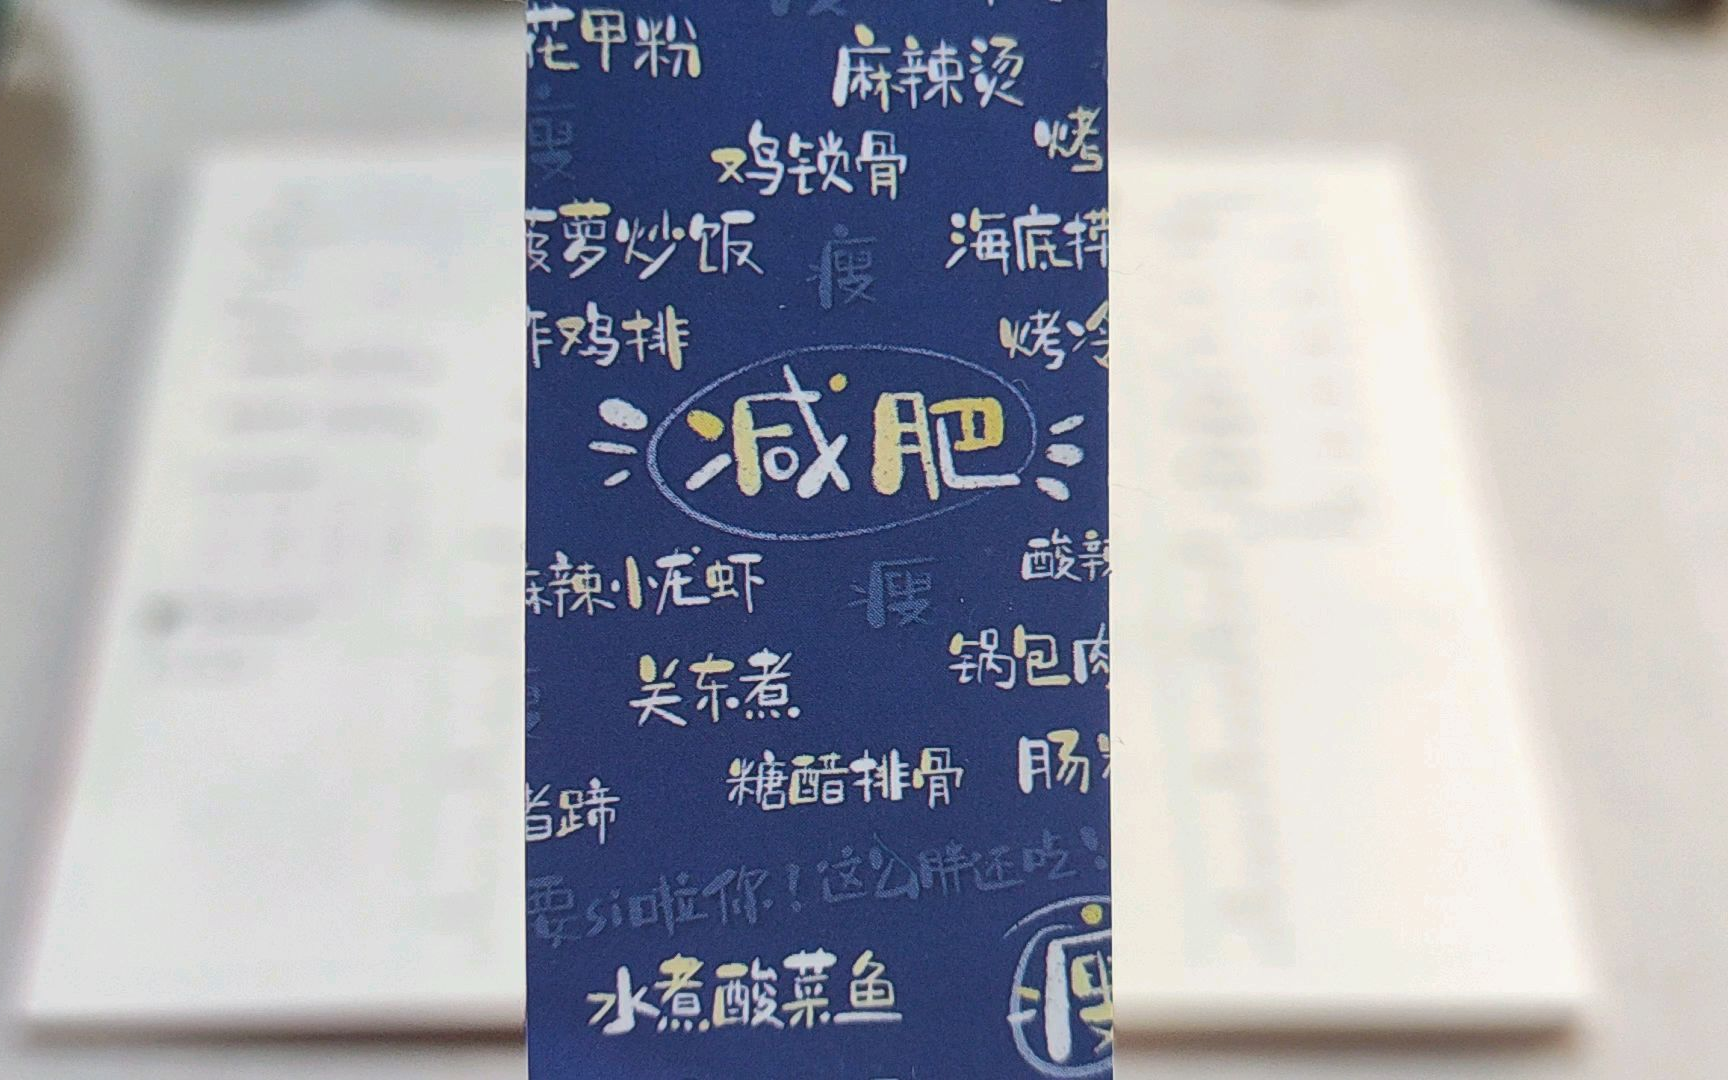 花甲粉
麻辣烫
瘦
鸡锁骨
烤
菠萝炒饭
瘦
海底捞
炸鸡排
烤冷
减肥
麻辣小龙虾
瘦
酸辣
关东煮
锅包肉
糖醋排骨
肠
猪蹄
要si啦你！这么胖还吃
水煮酸菜鱼
瘦